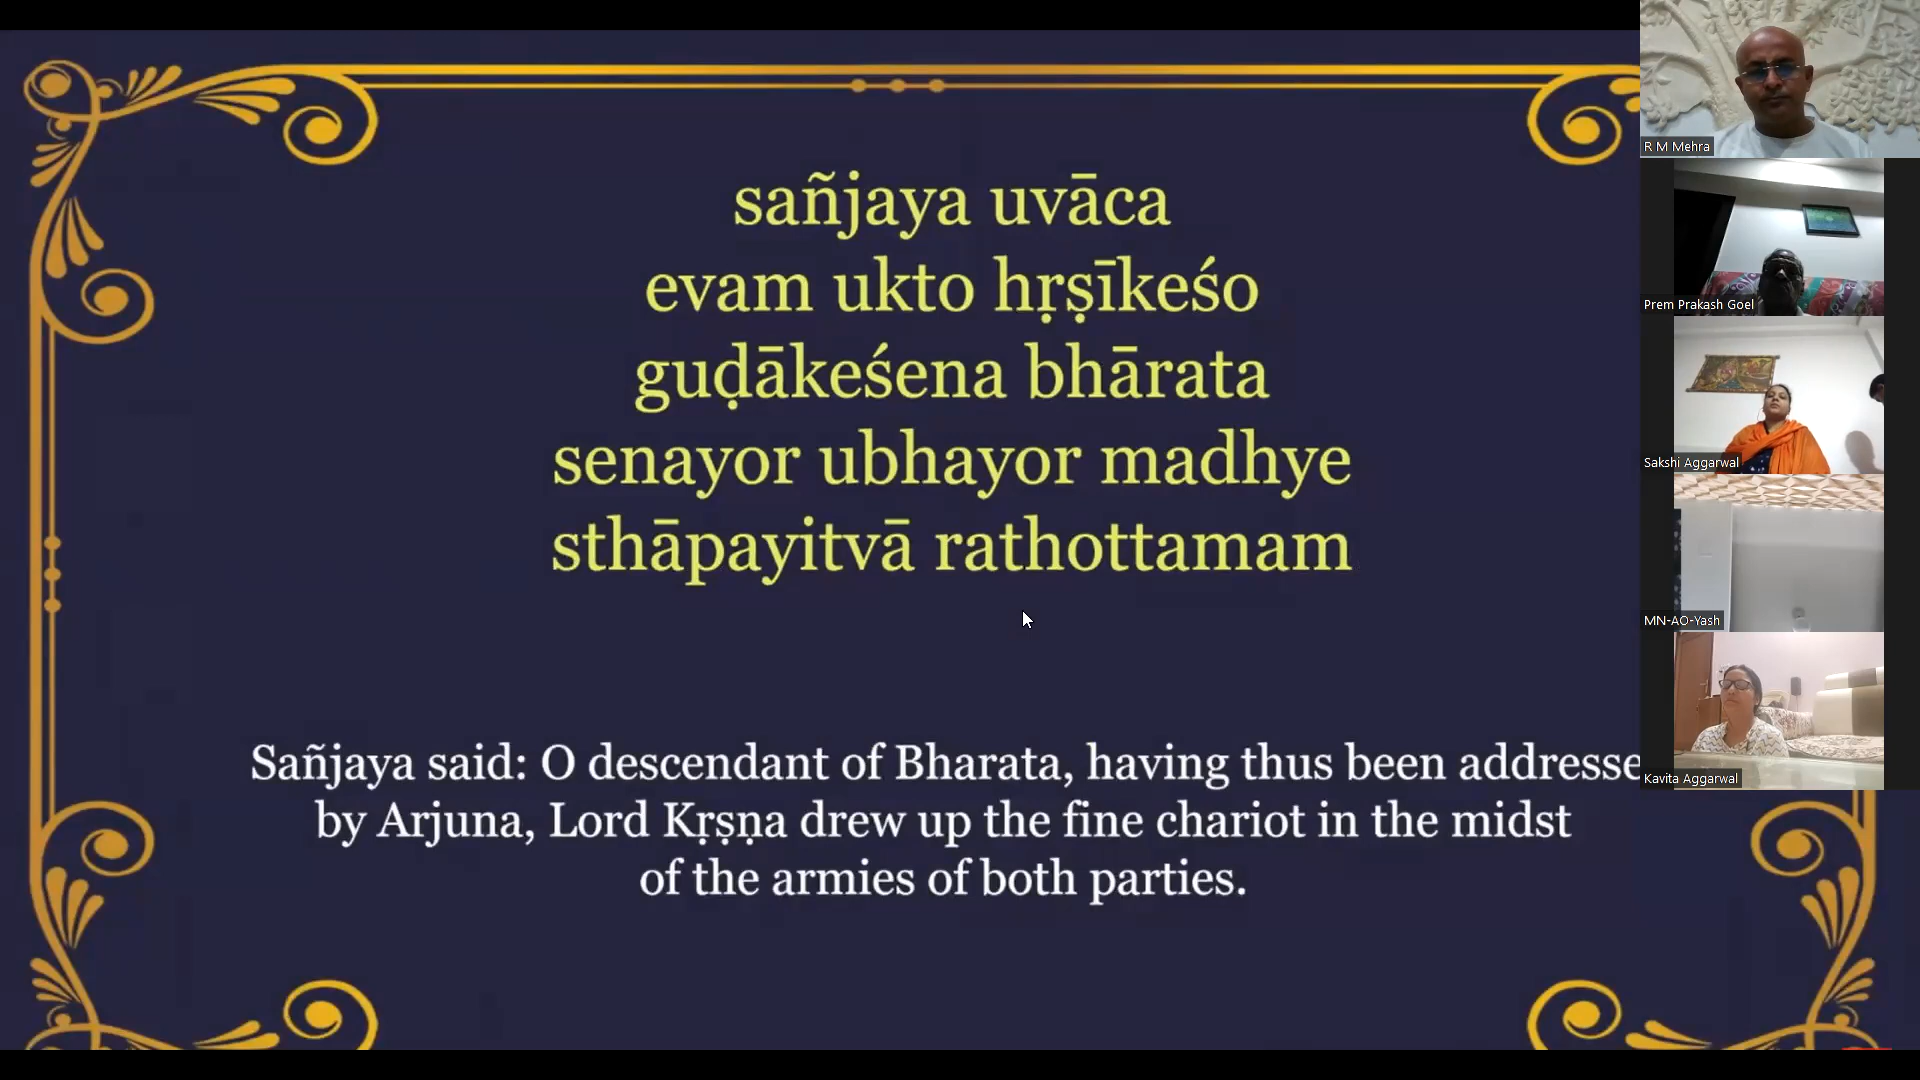 sañjaya uvāca
evam ukto hṛṣīkeśo
guḍākeśena bhārata
senayor ubhayor madhye
sthāpayitvā rathottamam
Sañjaya said: O descendant of Bharata, having thus been addresse
by Arjuna, Lord Kṛṣṇa drew up the fine chariot in the midst
of the armies of both parties.
R M Mehra
Prem Prakash Goel
Sakshi Aggarwal
MN-AO-Yash
Kavita Aggarwal